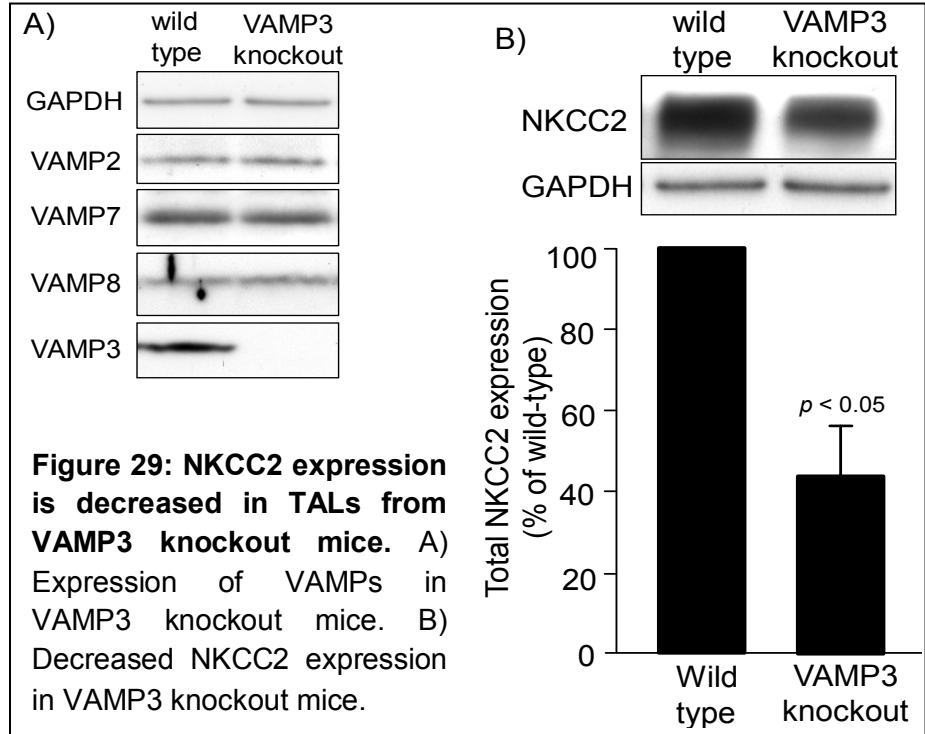 A)
wild
type
VAMP3
knockout
GAPDH
VAMP2
VAMP7
VAMP8
VAMP3
Figure 29: NKCC2 expression
is decreased in TALs from
VAMP3 knockout mice. A)
Expression of VAMPs in
VAMP3 knockout mice. B)
Decreased NKCC2 expression
in VAMP3 knockout mice.
B)
wild
type
VAMP3
knockout
NKCC2
GAPDH
Total NKCC2 expression
(% of wild-type)
100
80
60
40
20
0
p < 0.05
Wild
type
VAMP3
knockout